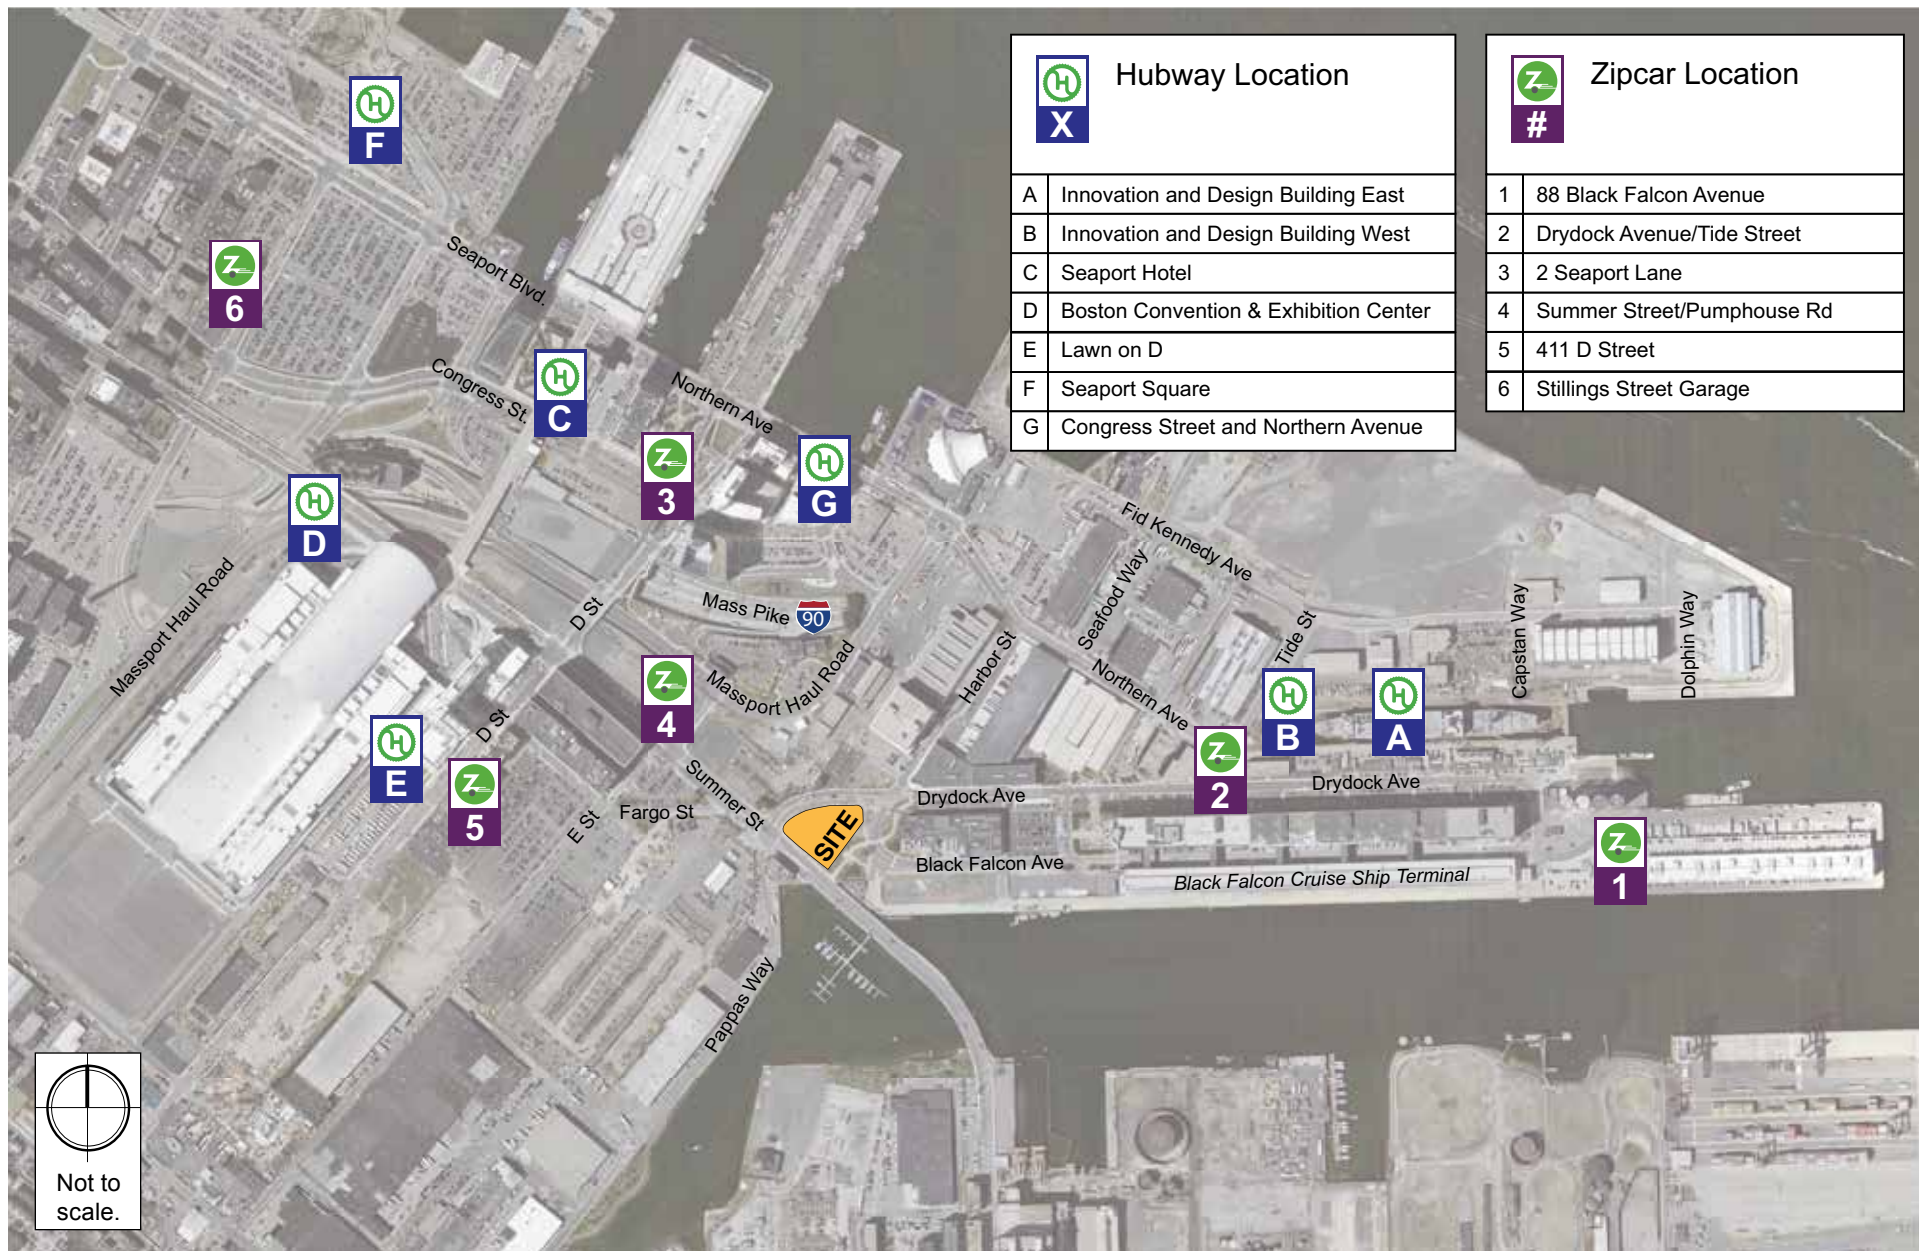 Hubway Location
X
A Innovation and Design Building East
B Innovation and Design Building West
C Seaport Hotel
D Boston Convention & Exhibition Center
E Lawn on D
F Seaport Square
G Congress Street and Northern Avenue
Zipcar Location
Z
#
1 88 Black Falcon Avenue
2 Drydock Avenue/Tide Street
3 2 Seaport Lane
4 Summer Street/Pumphouse Rd
5 411 D Street
6 Stillings Street Garage
H
F
Z
6
Seaport Blvd.
Congress St.
H
C
Northern Ave
Z
3
H
G
H
D
Massport Haul Road
D St
Mass Pike
90
Fid Kennedy Ave
Seafood Way
Tide St
Capstan Way
Dolphin Way
Harbor St
Northern Ave
Massport Haul Road
Z
4
D St
H
E
Z
5
E St
Fargo St
Summer St
SITE
Drydock Ave
Black Falcon Ave
Z
2
H
B
H
A
Drydock Ave
Black Falcon Cruise Ship Terminal
Z
1
Pappas Way
Not to
scale.